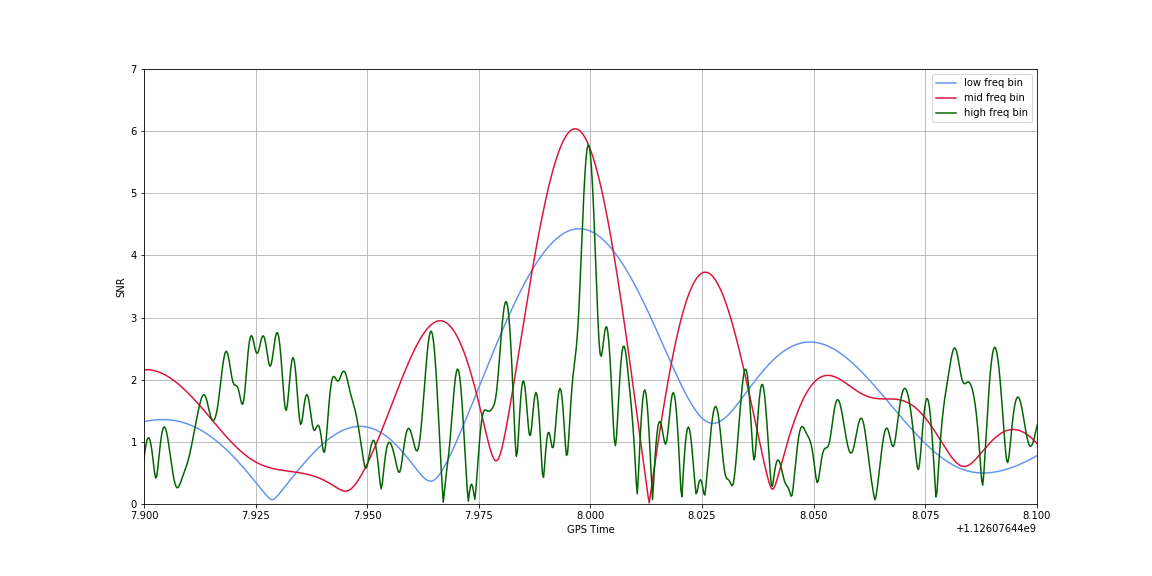 low freq bin
mid freq bin
high freq bin
7
6
5
4
3
2
1
0
SNR
7.900
7.925
7.950
7.975
8.000
8.025
8.050
8.075
8.100
GPS Time
+1.12607644e9